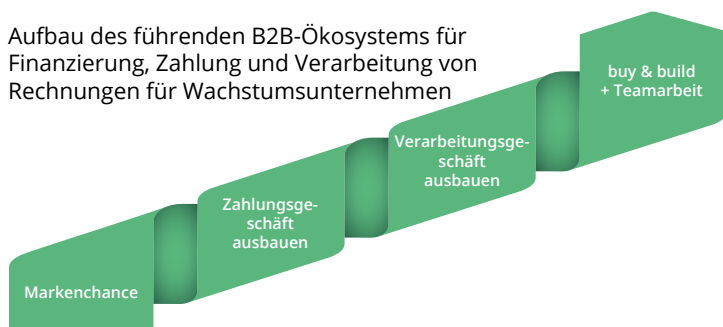 Aufbau des führenden B2B-Ökosystems für
Finanzierung, Zahlung und Verarbeitung von
Rechnungen für Wachstumsunternehmen
buy & build
+ Teamarbeit
Verarbeitungsge-
schäft
ausbauen
Zahlungsge-
schäft
ausbauen
Markenchance